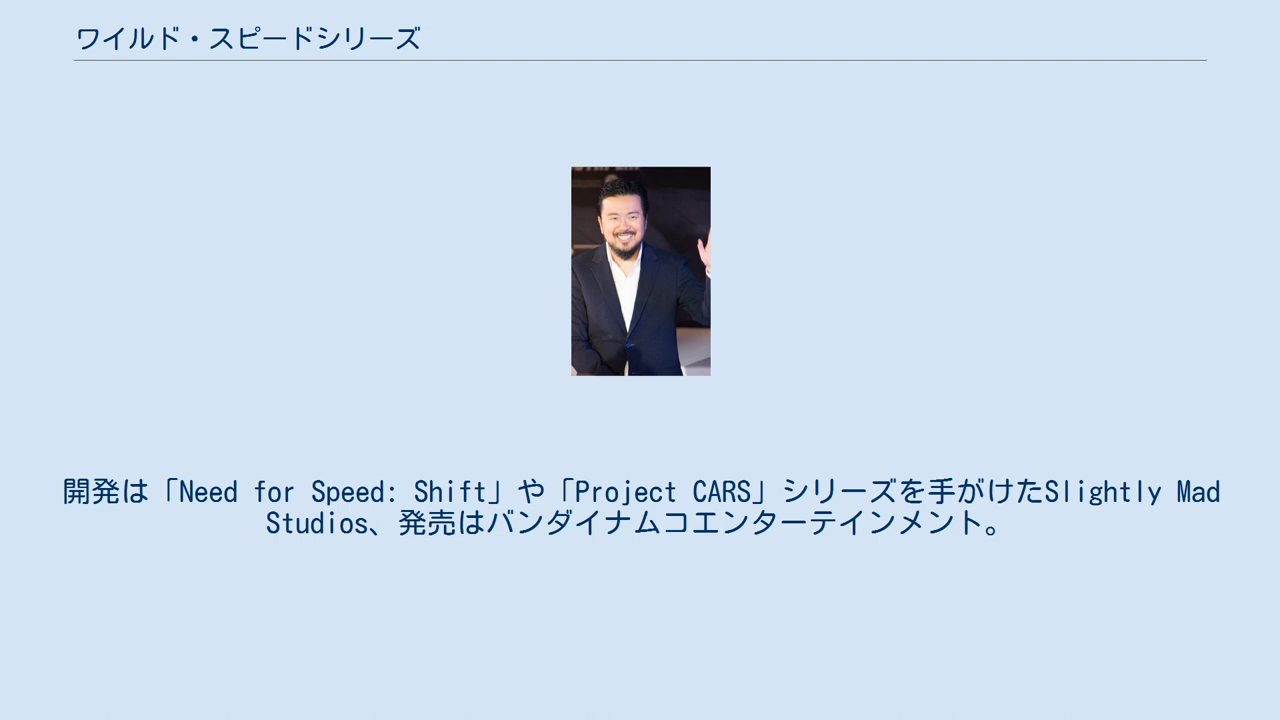 ワイルド・スピードシリーズ
開発は「Need for Speed: Shift」や「Project CARS」シリーズを手がけたSlightly Mad
Studios、発売はバンダイナムコエンターテインメント。